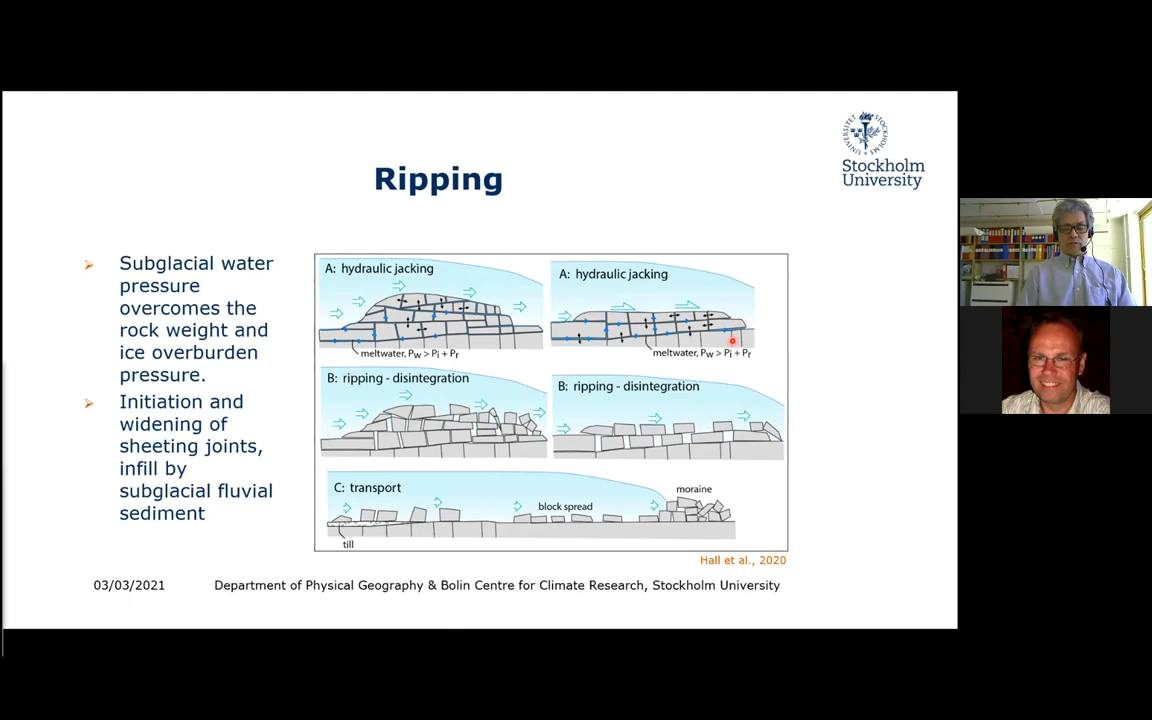 Stockholm
University
Ripping
Subglacial water
pressure
overcomes the
rock weight and
ice overburden
pressure.
Initiation and
widening of
sheeting joints,
infill by
subglacial fluvial
sediment
A: hydraulic jacking
meltwater, Pw > Pi + Pr
A: hydraulic jacking
meltwater, Pw > Pi + Pr
B: ripping - disintegration
B: ripping - disintegration
C: transport
block spread
moraine
till
Hall et al., 2020
03/03/2021
Department of Physical Geography & Bolin Centre for Climate Research, Stockholm University